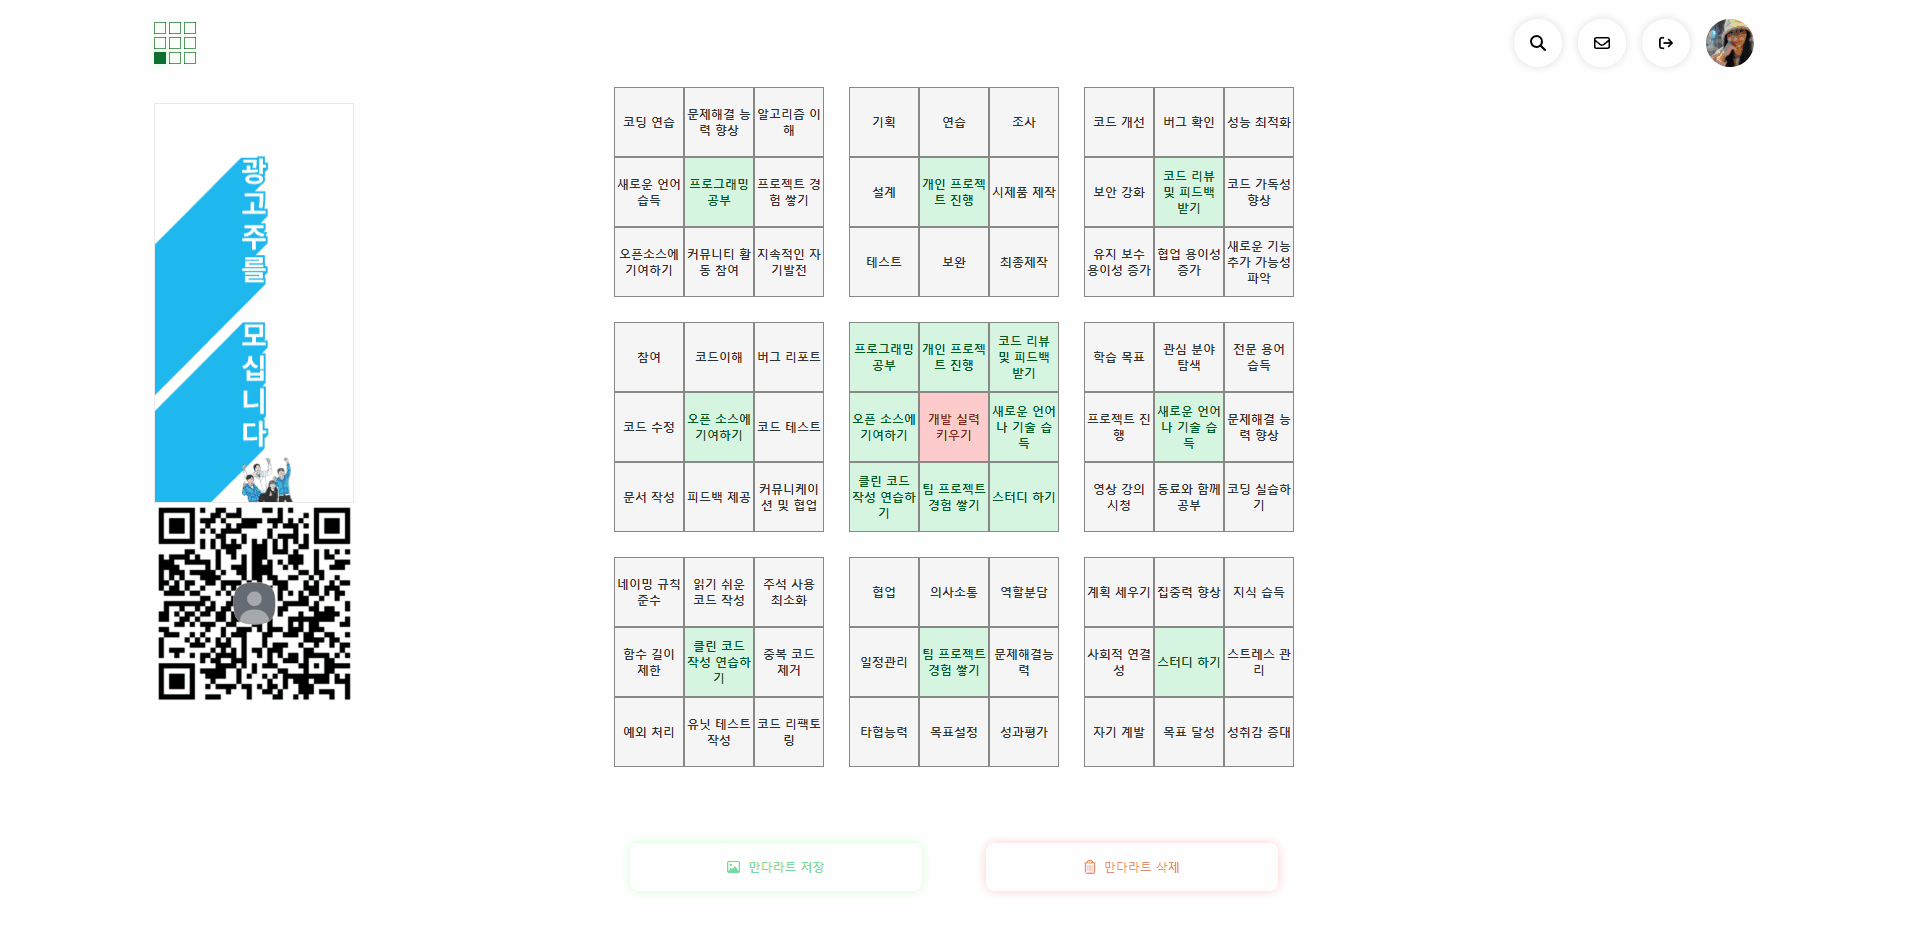 광고주를 모십니다
코딩 연습
문제해결 능
력 향상
알고리즘 이
해
새로운 언어
습득
프로그래밍
공부
프로젝트 경
험 쌓기
오픈소스에
기여하기
커뮤니티 활
동 참여
지속적인 자
기발전
기획
연습
조사
설계
개인 프로젝
트 진행
시제품 제작
테스트
보완
최종제작
코드 개선
버그 확인
성능 최적화
보안 강화
코드 리뷰
및 피드백
받기
코드 가독성
향상
유지 보수
용이성 증가
협업 용이성
증가
새로운 기능
추가 가능성
파악
참여
코드이해
버그 리포트
코드 수정
오픈 소스에
기여하기
코드 테스트
문서 작성
피드백 제공
커뮤니케이
션 및 협업
프로그래밍
공부
개인 프로젝
트 진행
코드 리뷰
및 피드백
받기
오픈 소스에
기여하기
개발 실력
키우기
새로운 언어
나 기술 습
득
클린 코드
작성 연습하
기
팀 프로젝트
경험 쌓기
스터디 하기
학습 목표
관심 분야
탐색
전문 용어
습득
프로젝트 진
행
새로운 언어
나 기술 습
득
문제해결 능
력 향상
영상 강의
시청
동료와 함께
공부
코딩 실습하
기
네이밍 규칙
준수
읽기 쉬운
코드 작성
주석 사용
최소화
함수 길이
제한
클린 코드
작성 연습하
기
중복 코드
제거
예외 처리
유닛 테스트
작성
코드 리팩토
링
협업
의사소통
역할분담
일정관리
팀 프로젝트
경험 쌓기
문제해결능
력
타협능력
목표설정
성과평가
계획 세우기
집중력 향상
지식 습득
사회적 연결
성
스터디 하기
스트레스 관
리
자기 계발
목표 달성
성취감 증대
만다라트 저장
만다라트 삭제